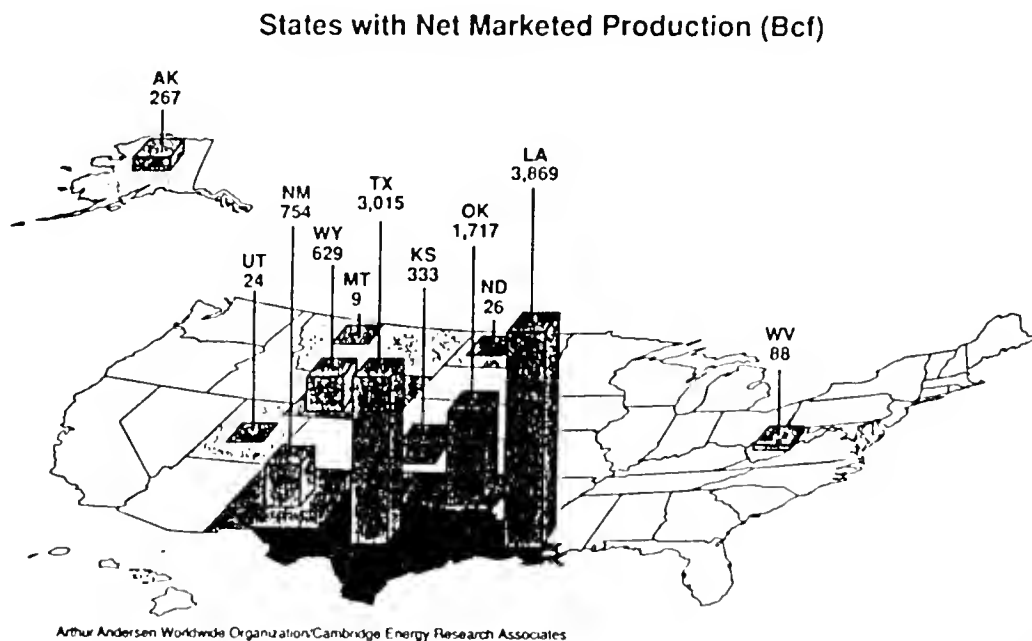 States with Net Marketed Production (Bcf)
AK
267
LA
3,869
TX
3,015
NM
754
OK
1,717
WY
629
KS
333
UT
24
MT
9
ND
26
WV
88
Arthur Andersen Worldwide Organization/Cambridge Energy Research Associates